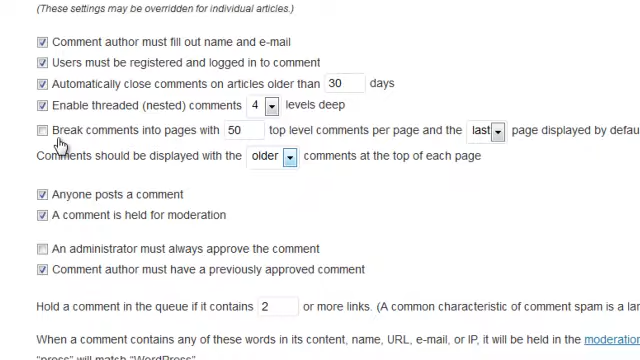 (These settings may be overridden for individual articles.)
Comment author must fill out name and e-mail
Users must be registered and logged in to comment
Automatically close comments on articles older than 30 days
Enable threaded (nested) comments 4 levels deep
Break comments into pages with 50 top level comments per page and the last page displayed by defau
Comments should be displayed with the older comments at the top of each page
Anyone posts a comment
A comment is held for moderation
An administrator must always approve the comment
Comment author must have a previously approved comment
Hold a comment in the queue if it contains 2 or more links. (A common characteristic of comment spam is a lar
When a comment contains any of these words in its content, name, URL, e-mail, or IP, it will be held in the moderation
"press" will match "WordPress"